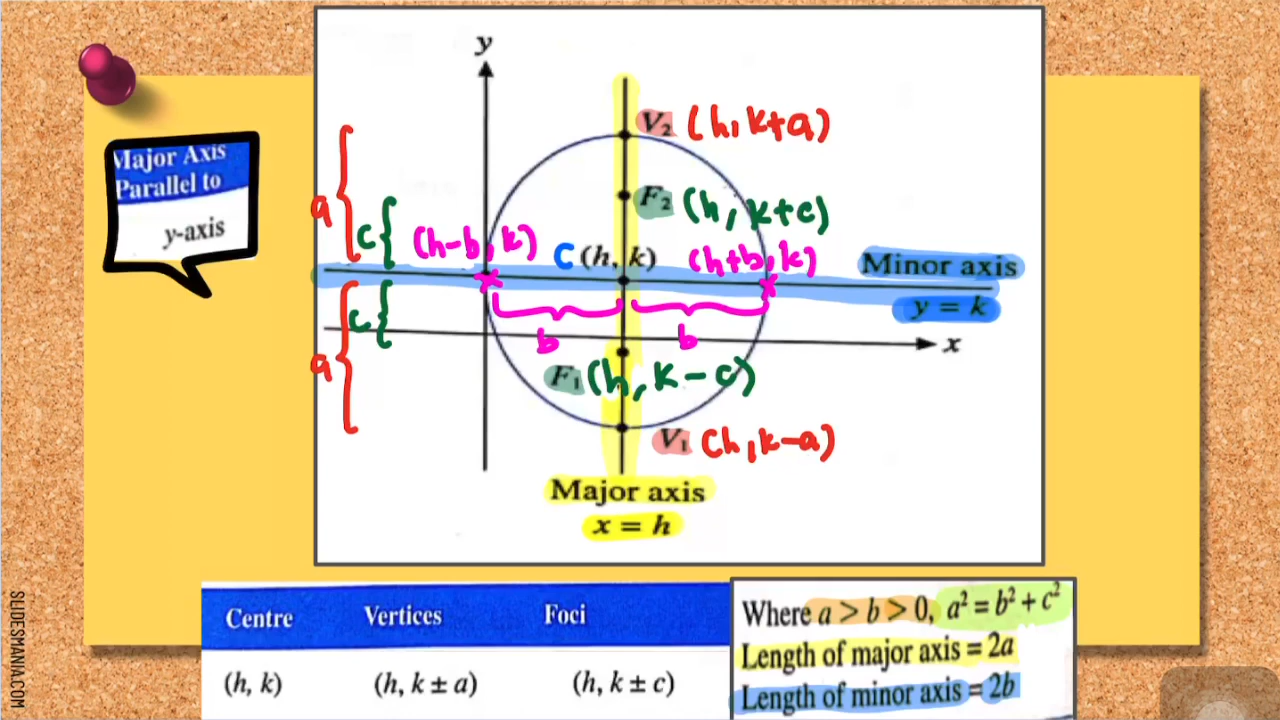 Major Axis
Parallel to
y-axis
y
V₂ (h, k+a)
F₂ (h, k+c)
a
c
(h-b, k)
C (h, k)
(h+b, k)
Minor axis
y = k
c
a
b
b
x
F₁ (h, k-c)
V₁ (h, k-a)
Major axis
x = h
Centre Vertices Foci
(h, k) (h, k ± a) (h, k ± c)
Where a > b > 0, a² = b² + c²
Length of major axis = 2a
Length of minor axis = 2b
SLIDESMANIA.COM